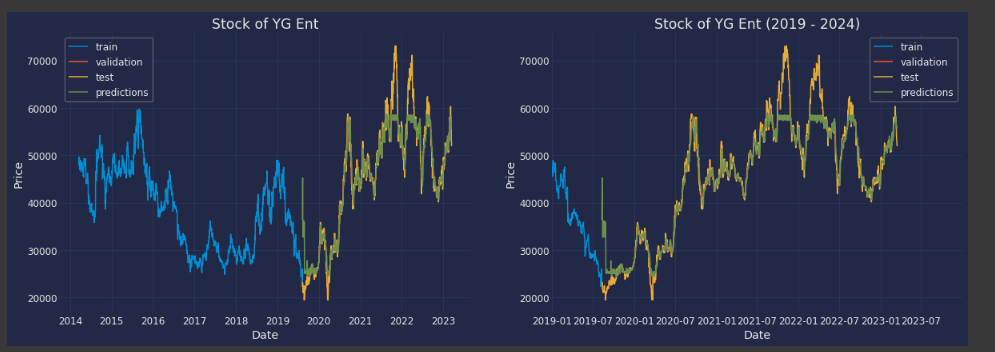 Stock of YG Ent
train
validation
test
predictions
70000
60000
50000
40000
30000
20000
Price
2014 2015 2016 2017 2018 2019 2020 2021 2022 2023
Date
Stock of YG Ent (2019 - 2024)
train
validation
test
predictions
70000
60000
50000
40000
30000
20000
Price
2019-01 2019-07 2020-01 2020-07 2021-01 2021-07 2022-01 2022-07 2023-01 2023-07
Date